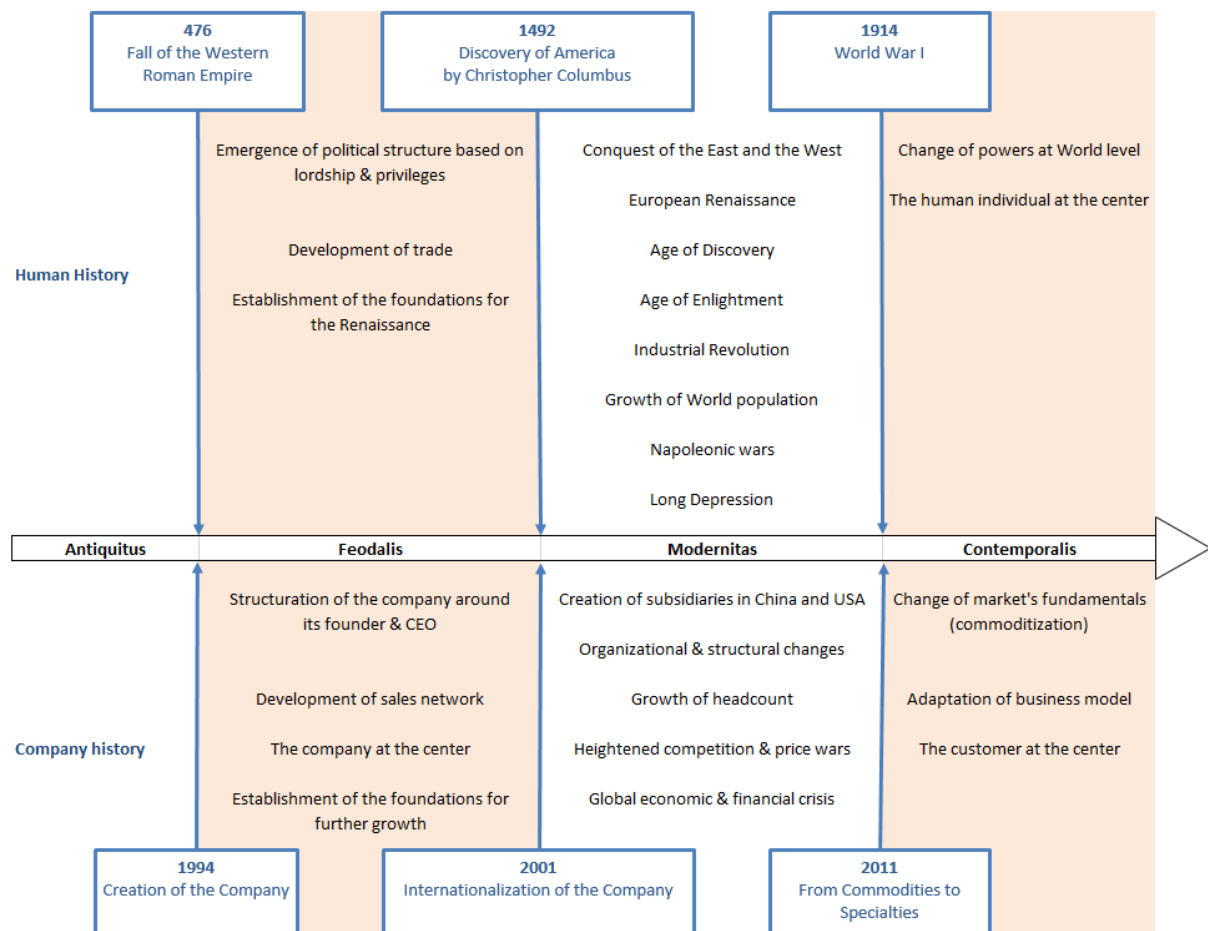 476
Fall of the Western
Roman Empire
1492
Discovery of America
by Christopher Columbus
1914
World War I
Human History
Emergence of political structure based on
lordship & privileges
Development of trade
Establishment of the foundations for
the Renaissance
Conquest of the East and the West
European Renaissance
Age of Discovery
Age of Enlightment
Industrial Revolution
Growth of World population
Napoleonic wars
Long Depression
Change of powers at World level
The human individual at the center
Antiquitus
Feodalis
Modernitas
Contemporalis
Company history
Structuration of the company around
its founder & CEO
Development of sales network
The company at the center
Establishment of the foundations for
further growth
Creation of subsidiaries in China and USA
Organizational & structural changes
Growth of headcount
Heightened competition & price wars
Global economic & financial crisis
Change of market's fundamentals
(commoditization)
Adaptation of business model
The customer at the center
1994
Creation of the Company
2001
Internationalization of the Company
2011
From Commodities to
Specialties